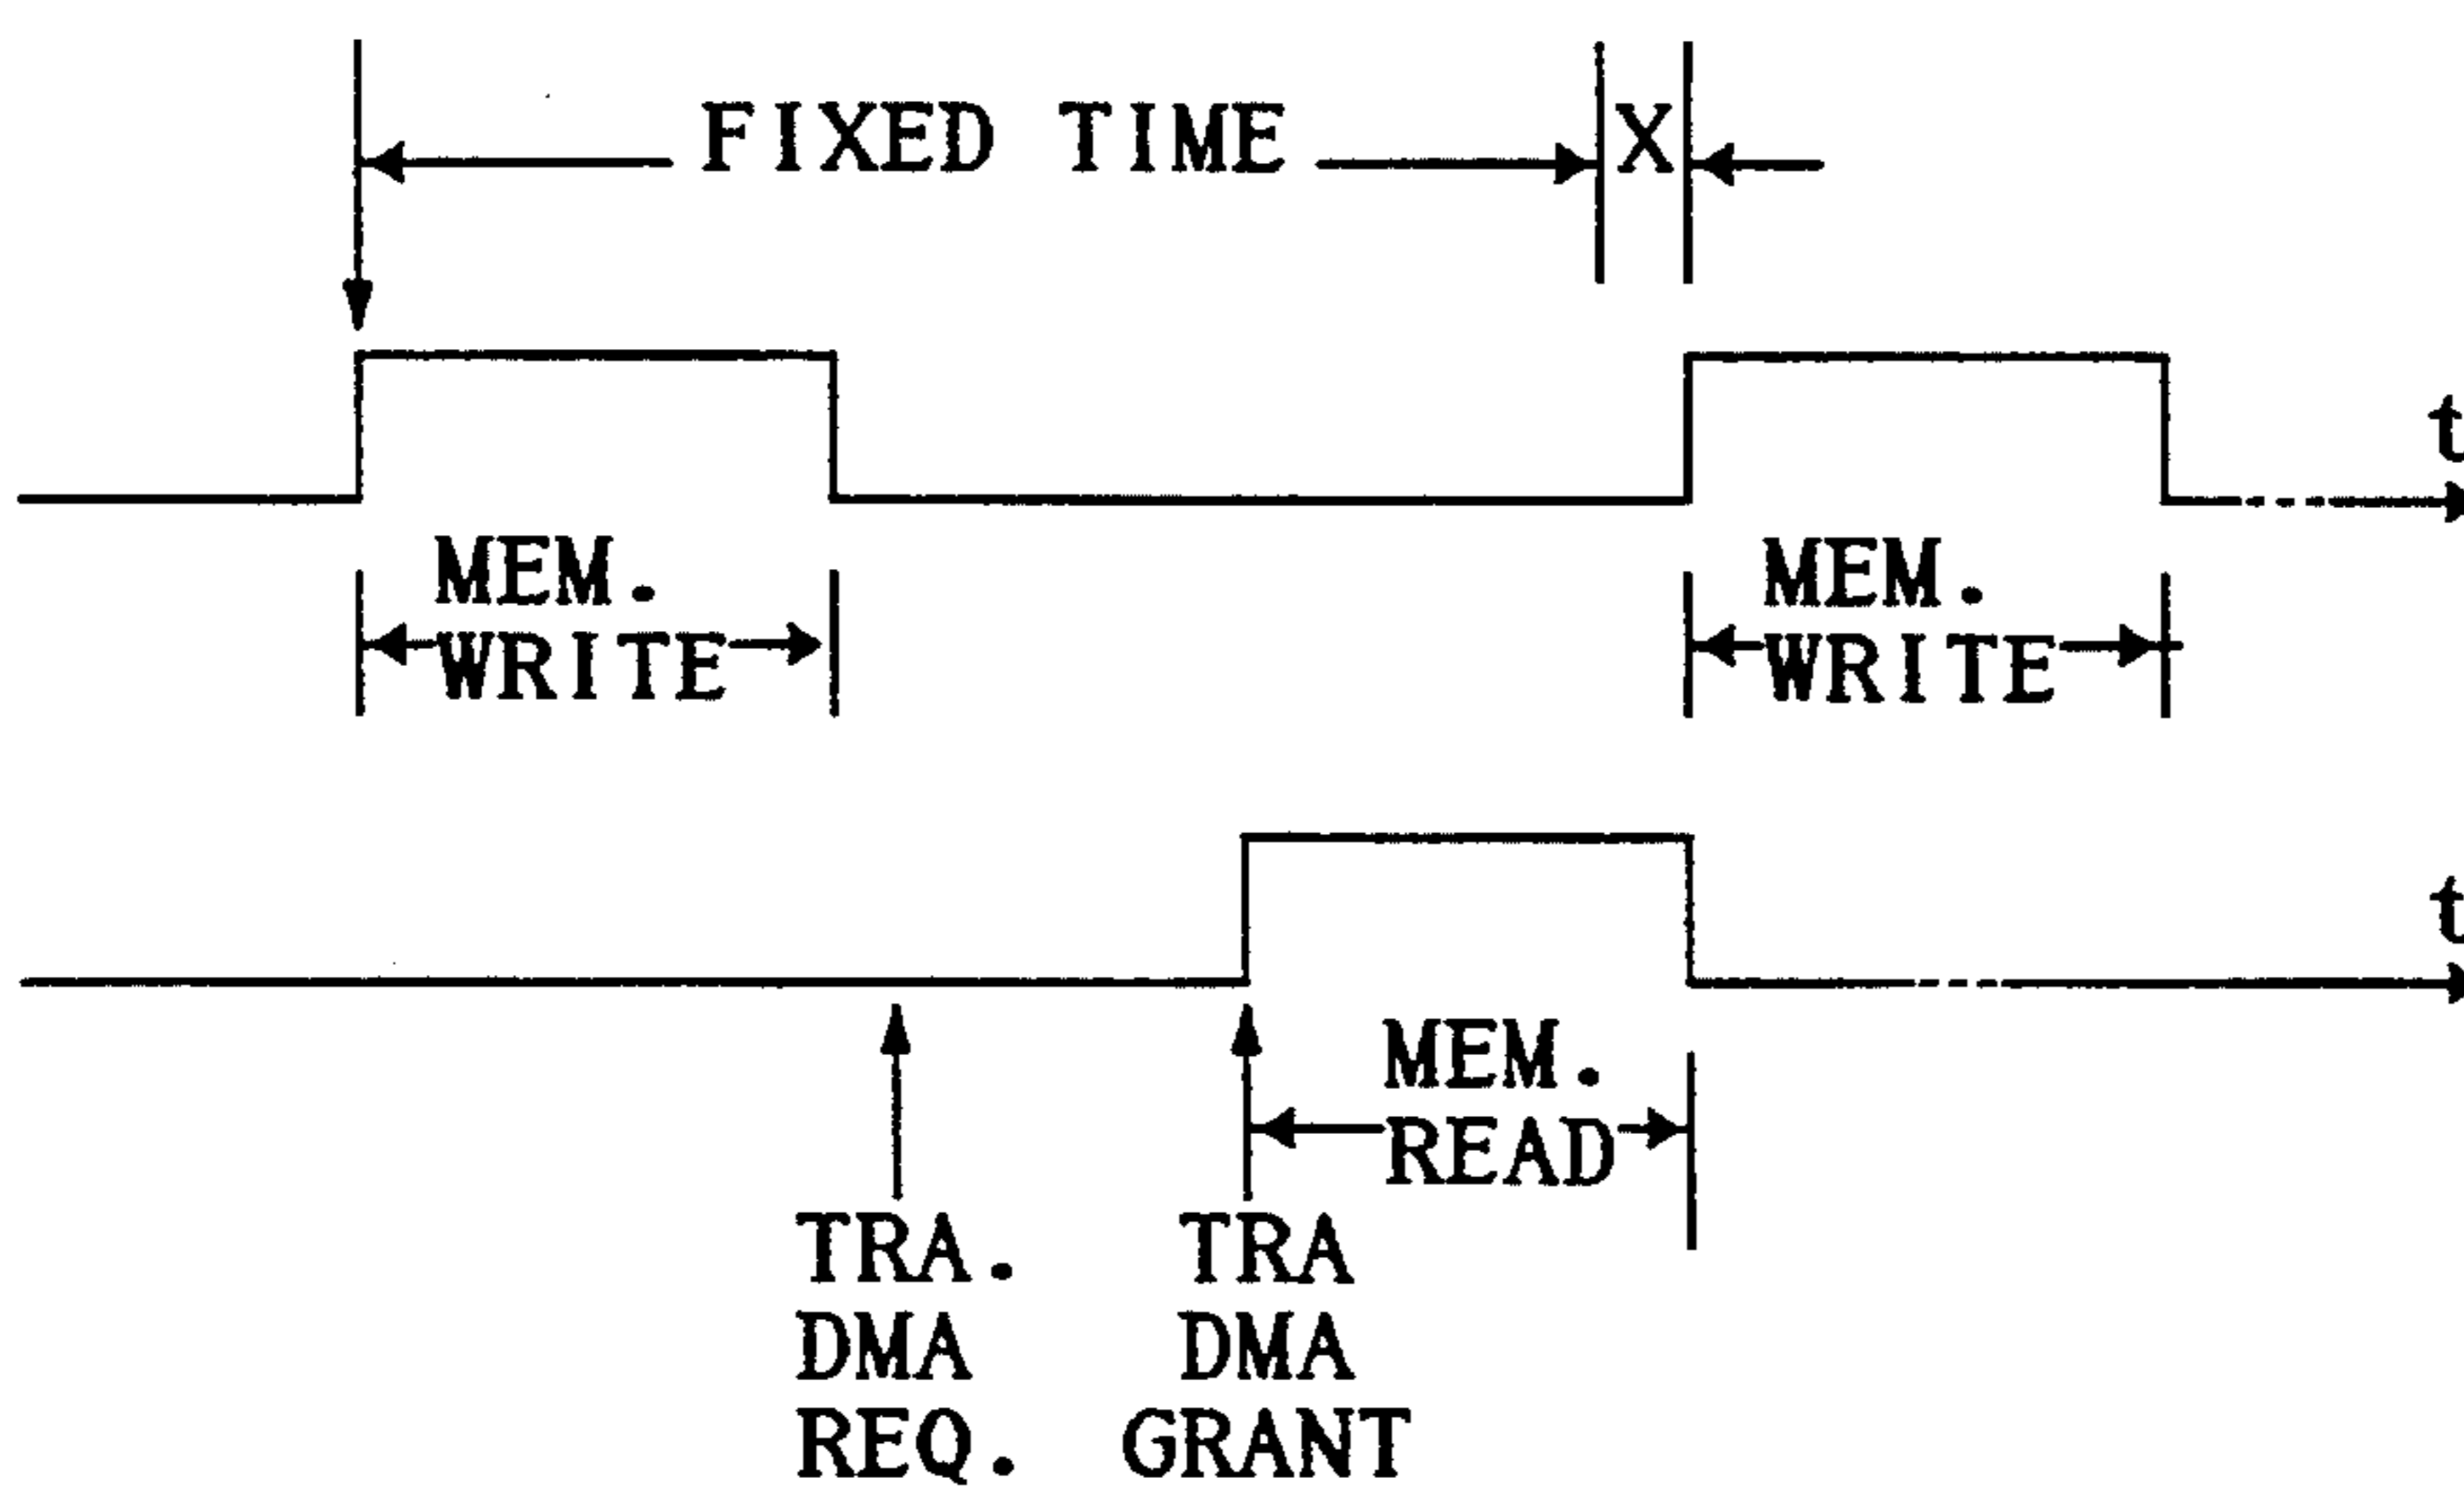 FIXED TIME X
t
MEM.
WRITE
MEM.
WRITE
t
MEM.
READ
TRA.
DMA
REQ.
TRA
DMA
GRANT